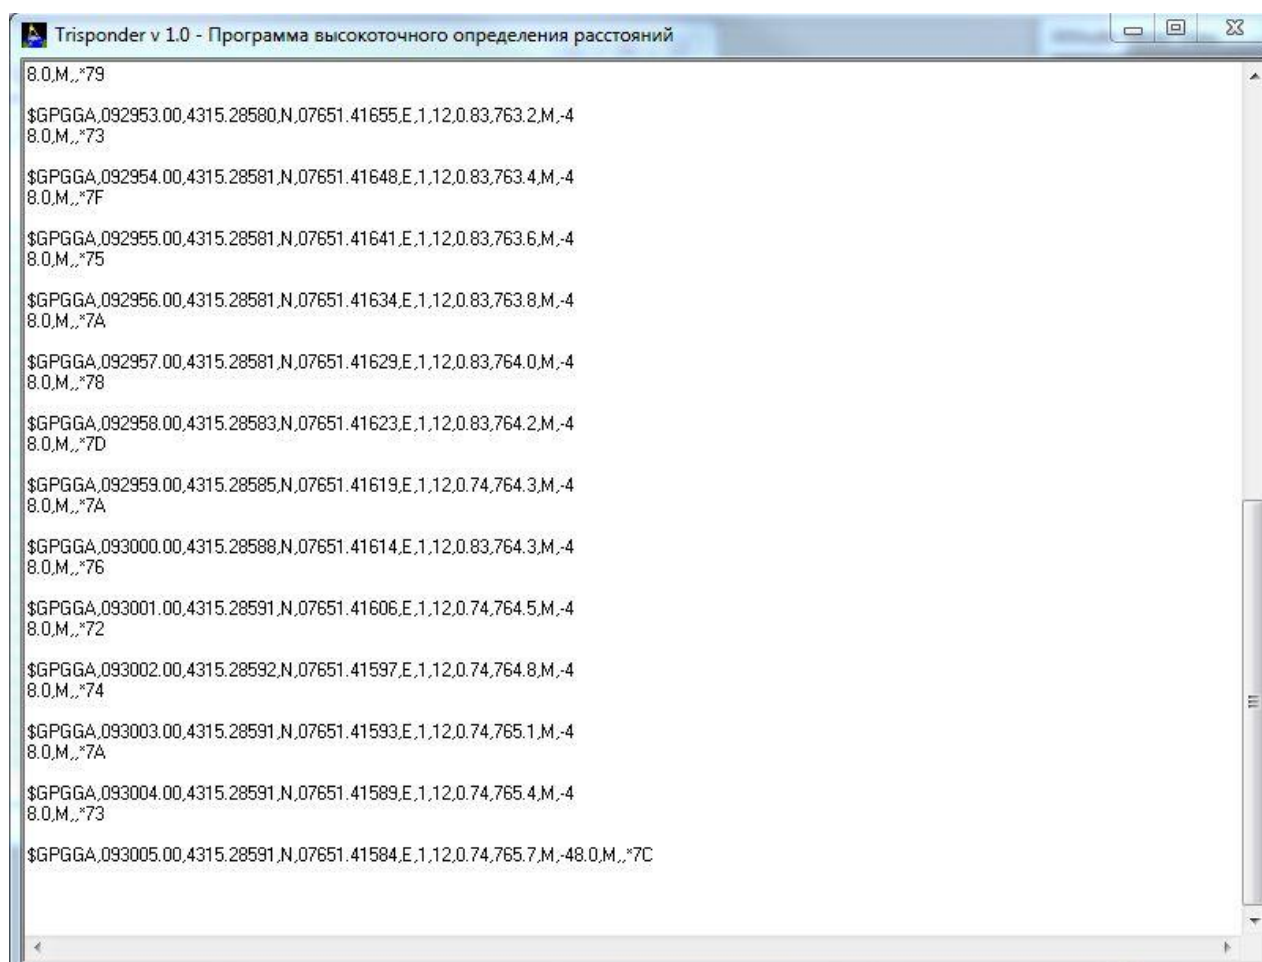 Trisponder v 1.0 - Программа высокоточного определения расстояний
8.0,M,,*79
$GPGGA,092953.00,4315.28580,N,07651.41655,E,1,12,0.83,763.2,M,-4
8.0,M,,*73
$GPGGA,092954.00,4315.28581,N,07651.41648,E,1,12,0.83,763.4,M,-4
8.0,M,,*7F
$GPGGA,092955.00,4315.28581,N,07651.41641,E,1,12,0.83,763.6,M,-4
8.0,M,,*75
$GPGGA,092956.00,4315.28581,N,07651.41634,E,1,12,0.83,763.8,M,-4
8.0,M,,*7A
$GPGGA,092957.00,4315.28581,N,07651.41629,E,1,12,0.83,764.0,M,-4
8.0,M,,*78
$GPGGA,092958.00,4315.28583,N,07651.41623,E,1,12,0.83,764.2,M,-4
8.0,M,,*7D
$GPGGA,092959.00,4315.28585,N,07651.41619,E,1,12,0.74,764.3,M,-4
8.0,M,,*7A
$GPGGA,093000.00,4315.28588,N,07651.41614,E,1,12,0.83,764.3,M,-4
8.0,M,,*76
$GPGGA,093001.00,4315.28591,N,07651.41606,E,1,12,0.74,764.5,M,-4
8.0,M,,*72
$GPGGA,093002.00,4315.28592,N,07651.41597,E,1,12,0.74,764.8,M,-4
8.0,M,,*74
$GPGGA,093003.00,4315.28591,N,07651.41593,E,1,12,0.74,765.1,M,-4
8.0,M,,*7A
$GPGGA,093004.00,4315.28591,N,07651.41589,E,1,12,0.74,765.4,M,-4
8.0,M,,*73
$GPGGA,093005.00,4315.28591,N,07651.41584,E,1,12,0.74,765.7,M,-48.0,M,,*7C